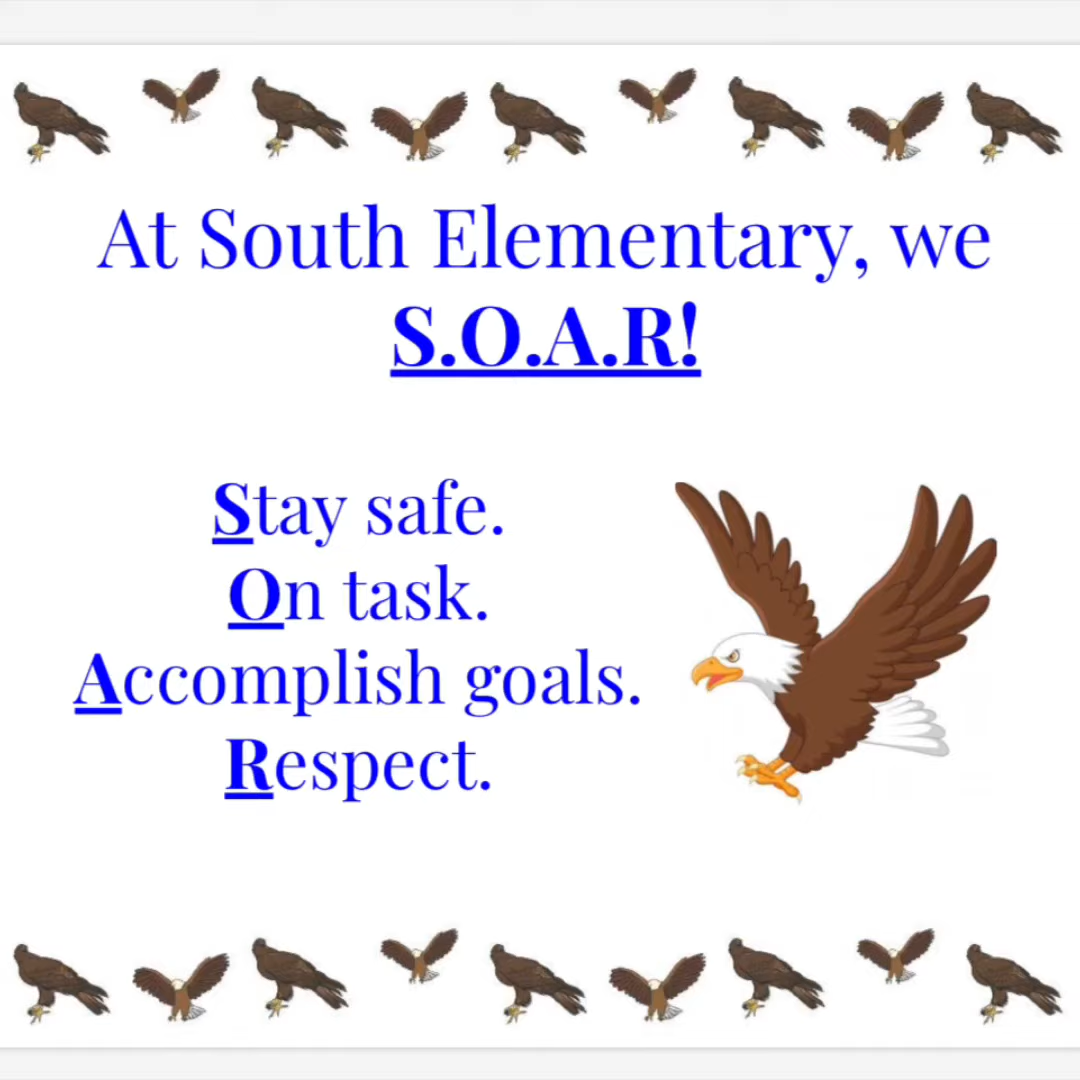 At South Elementary, we
S.O.A.R!
Stay safe.
On task.
Accomplish goals.
Respect.